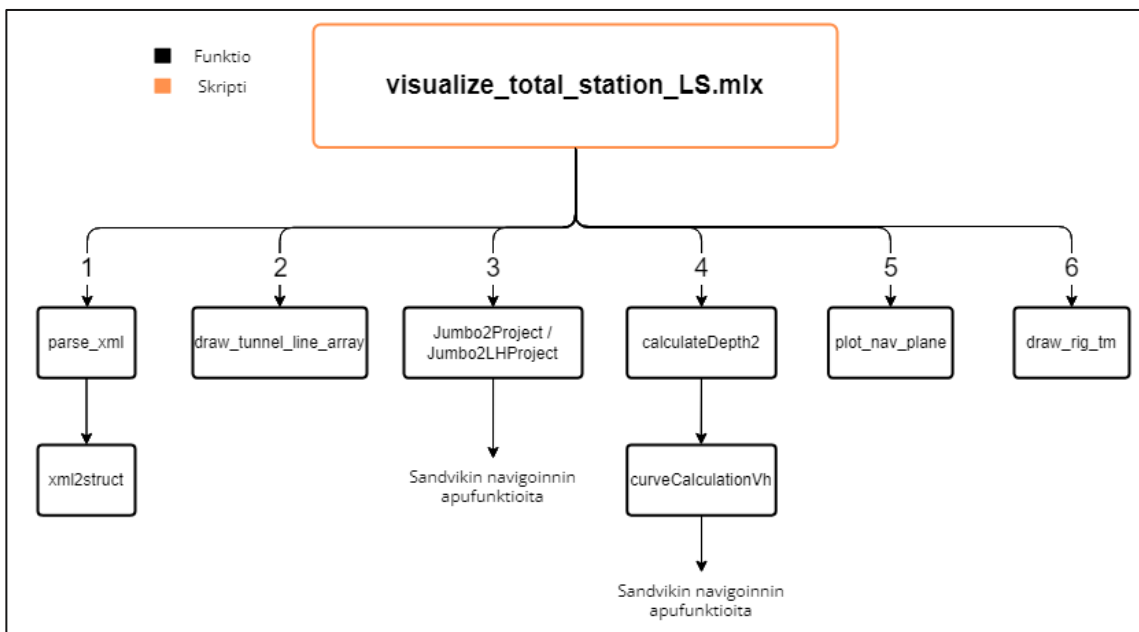 Funktio
Skripti
visualize_total_station_LS.mlx
1
2
3
4
5
6
parse_xml
draw_tunnel_line_array
Jumbo2Project /
Jumbo2LHProject
calculateDepth2
plot_nav_plane
draw_rig_tm
xml2struct
Sandvikin navigoinnin
apufunktioita
curveCalculationVh
Sandvikin navigoinnin
apufunktioita